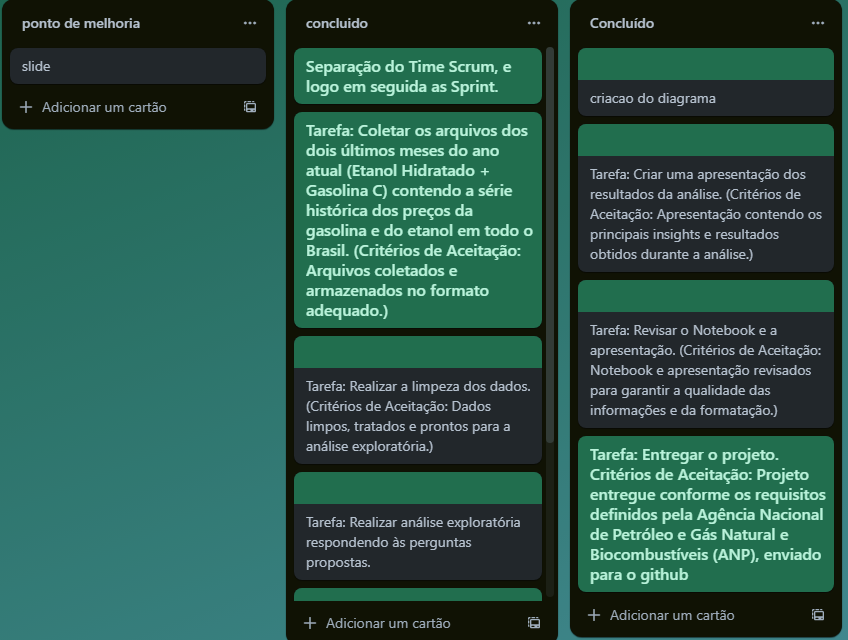 ponto de melhoria
slide
Adicionar um cartão
concluido
Separação do Time Scrum, e
logo em seguida as Sprint.
Tarefa: Coletar os arquivos dos
dois últimos meses do ano
atual (Etanol Hidratado +
Gasolina C) contendo a série
histórica dos preços da
gasolina e do etanol em todo o
Brasil. (Critérios de Aceitação:
Arquivos coletados e
armazenados no formato
adequado.)
Tarefa: Realizar a limpeza dos dados.
(Critérios de Aceitação: Dados
limpos, tratados e prontos para a
análise exploratória.)
Tarefa: Realizar análise exploratória
respondendo às perguntas
propostas.
Adicionar um cartão
Concluído
criacao do diagrama
Tarefa: Criar uma apresentação dos
resultados da análise. (Critérios de
Aceitação: Apresentação contendo os
principais insights e resultados
obtidos durante a análise.)
Tarefa: Revisar o Notebook e a
apresentação. (Critérios de Aceitação:
Notebook e apresentação revisados
para garantir a qualidade das
informações e da formatação.)
Tarefa: Entregar o projeto.
Critérios de Aceitação: Projeto
entregue conforme os requisitos
definidos pela Agência Nacional
de Petróleo e Gás Natural e
Biocombustíveis (ANP), enviado
para o github
Adicionar um cartão